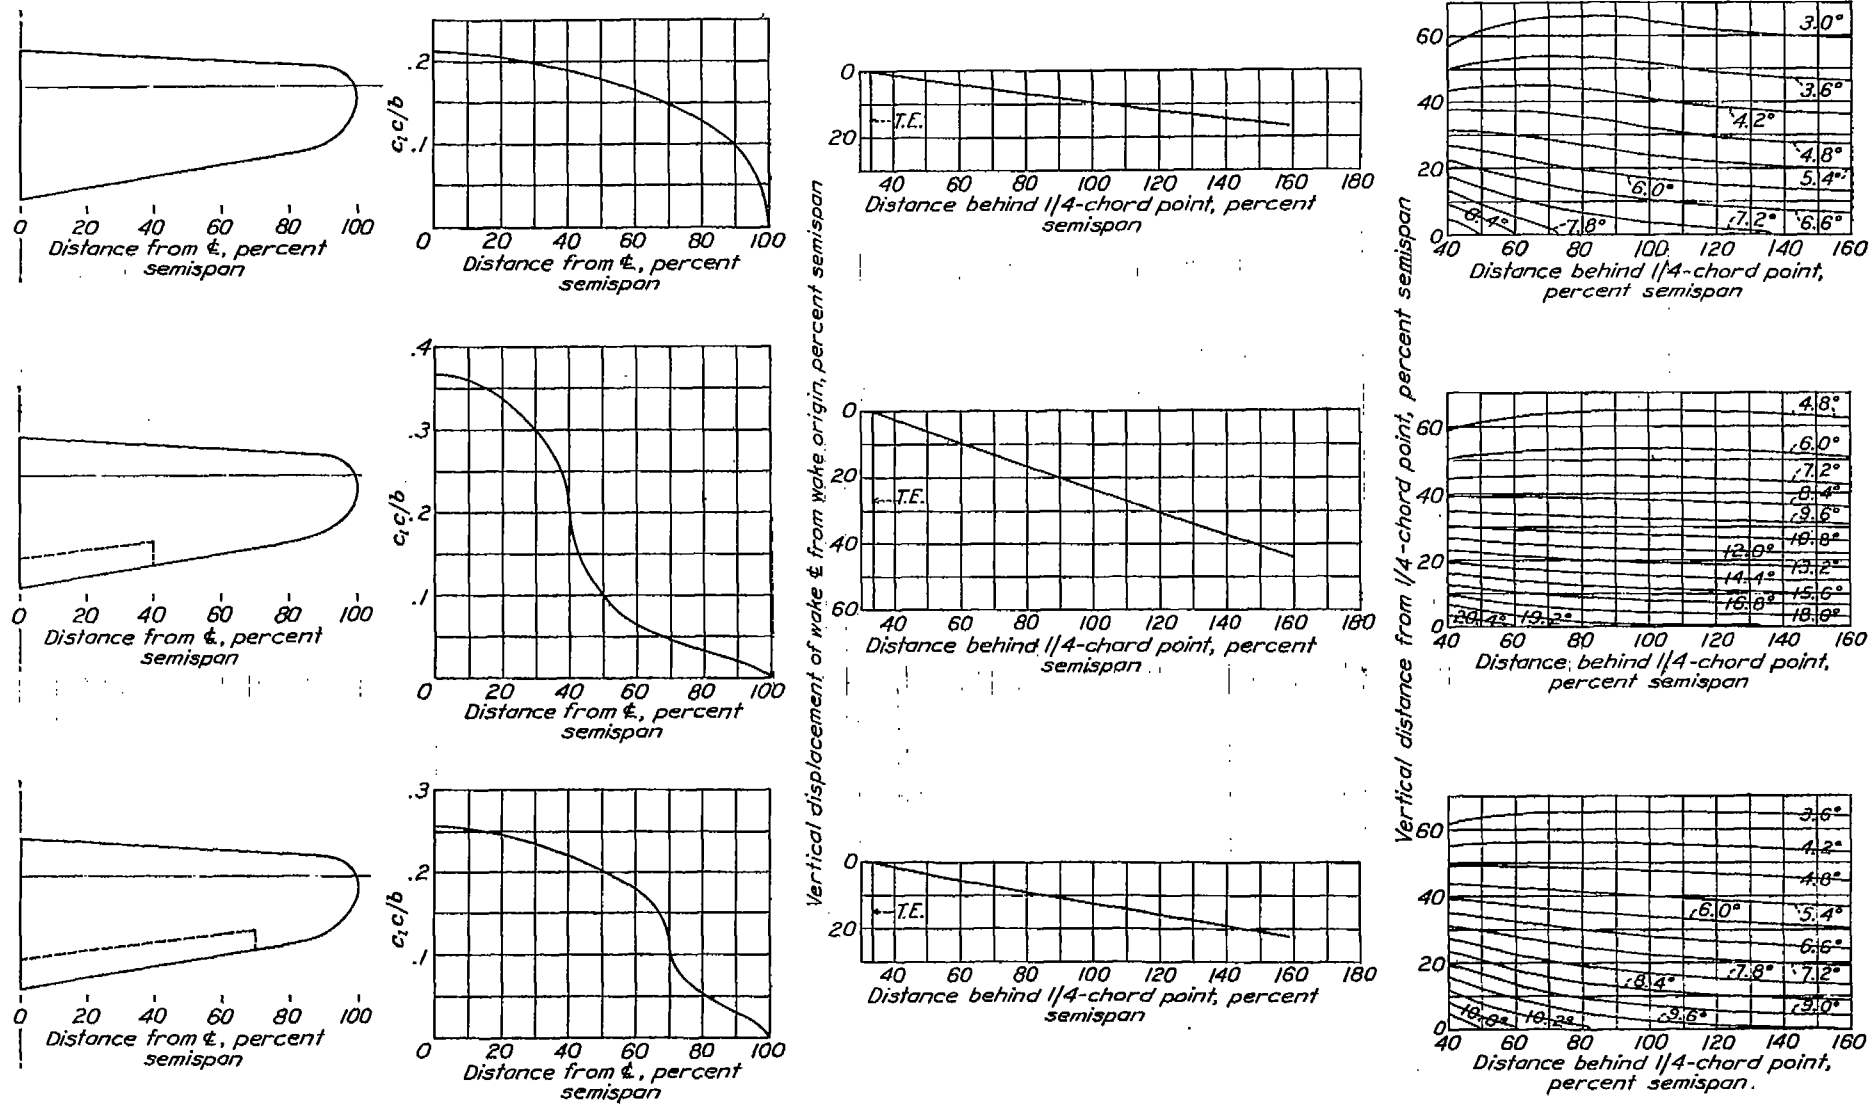 0 20 40 60 80 100
Distance from ℄, percent
semispan
.2
.1
c_l c/b
0 20 40 60 80 100
Distance from ℄, percent
semispan
0
20
T.E.
40 60 80 100 120 140 160 180
Distance behind 1/4-chord point, percent
semispan
60
40
20
0
3.0°
3.6°
4.2°
4.8°
5.4°
6.0°
6.6°
7.2°
7.8°
8.4°
40 60 80 100 120 140 160
Distance behind 1/4-chord point,
percent semispan
Vertical displacement of wake ℄ from wake origin, percent semispan
Vertical distance from 1/4-chord point, percent semispan
0 20 40 60 80 100
Distance from ℄, percent
semispan
.4
.3
.2
.1
c_l c/b
0 20 40 60 80 100
Distance from ℄, percent
semispan
0
20
40
60
T.E.
40 60 80 100 120 140 160 180
Distance behind 1/4-chord point, percent
semispan
60
40
20
0
4.8°
6.0°
7.2°
8.4°
9.6°
10.8°
12.0°
13.2°
14.4°
15.6°
16.8°
18.0°
20.4° 19.2°
40 60 80 100 120 140 160
Distance behind 1/4-chord point,
percent semispan
0 20 40 60 80 100
Distance from ℄, percent
semispan
.3
.2
.1
c_l c/b
0 20 40 60 80 100
Distance from ℄, percent
semispan
0
20
T.E.
40 60 80 100 120 140 160 180
Distance behind 1/4-chord point, percent
semispan
60
40
20
0
3.6°
4.2°
4.8°
6.0° 5.4°
6.6°
7.8° 7.2°
8.4°
9.0°
10.8° 10.2° 9.6°
40 60 80 100 120 140 160
Distance behind 1/4-chord point,
percent semispan.